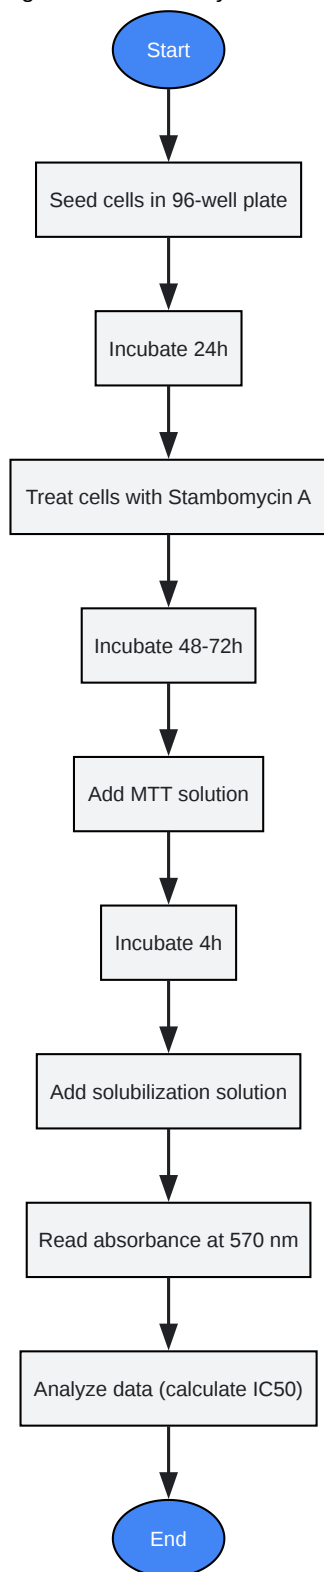 Start
Seed cells in 96-well plate
Incubate 24h
Treat cells with Stambomycin A
Incubate 48-72h
Add MTT solution
Incubate 4h
Add solubilization solution
Read absorbance at 570 nm
Analyze data (calculate IC50)
End